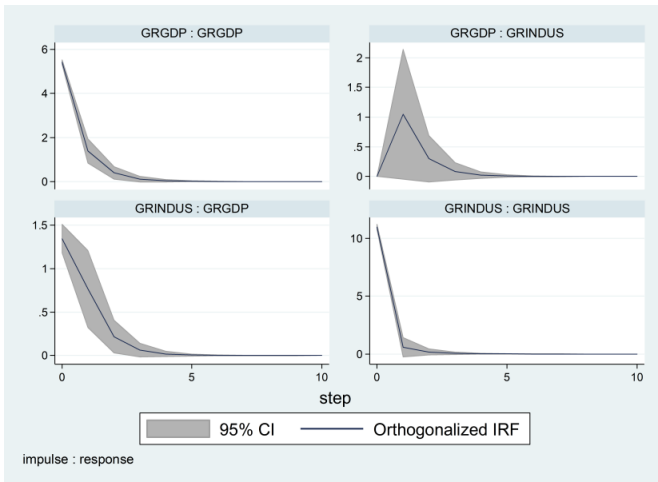 GRGDP : GRGDP
GRGDP : GRINDUS
6
4
2
0
2
1.5
1
.5
0
GRINDUS : GRGDP
GRINDUS : GRINDUS
1.5
1
.5
0
10
5
0
0 5 10
0 5 10
step
95% CI Orthogonalized IRF
impulse : response